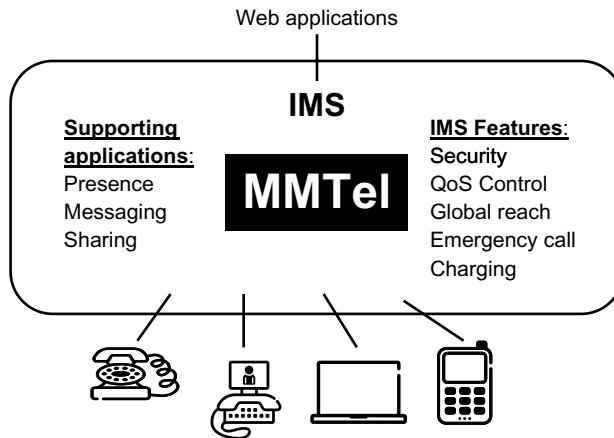 Web applications
IMS
Supporting
applications:
Presence
Messaging
Sharing
MMTel
IMS Features:
Security
QoS Control
Global reach
Emergency call
Charging